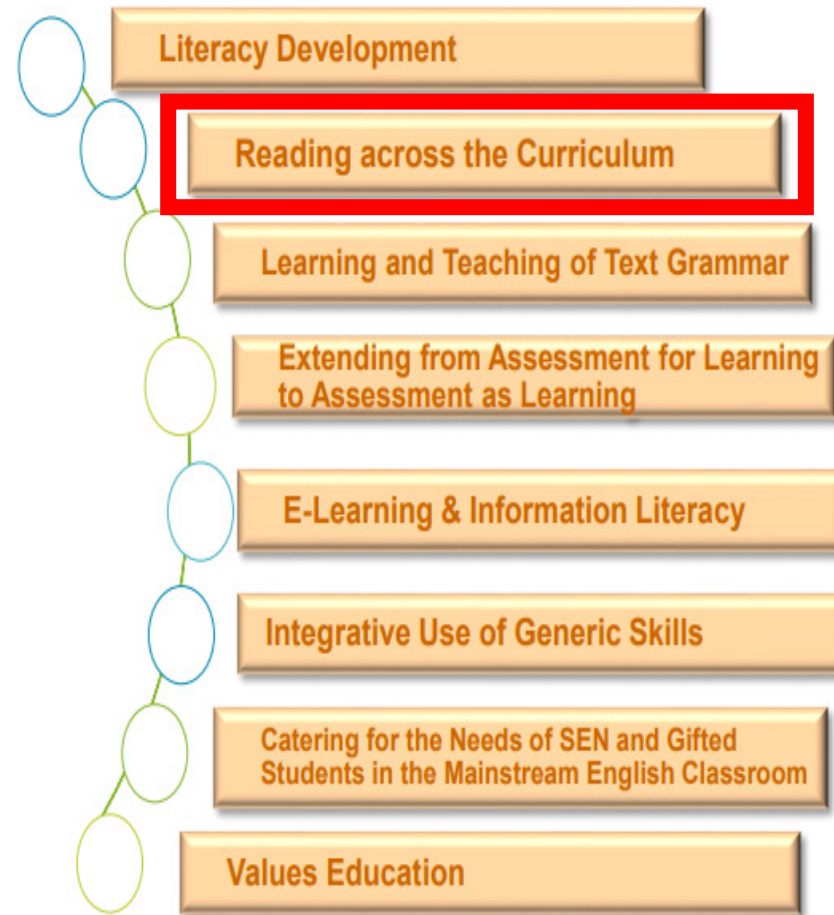 Literacy Development
Reading across the Curriculum
Learning and Teaching of Text Grammar
Extending from Assessment for Learning
to Assessment as Learning
E-Learning & Information Literacy
Integrative Use of Generic Skills
Catering for the Needs of SEN and Gifted
Students in the Mainstream English Classroom
Values Education